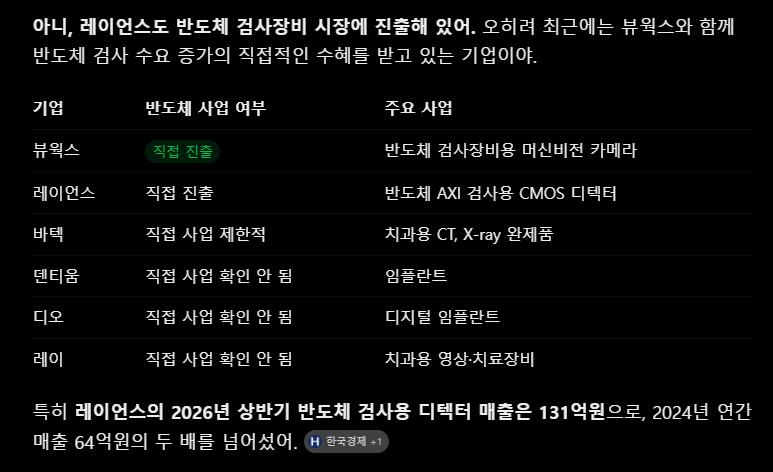 아니, 레이언스도 반도체 검사장비 시장에 진출해 있어. 오히려 최근에는 뷰웍스와 함께
반도체 검사 수요 증가의 직접적인 수혜를 받고 있는 기업이야.
기업 반도체 사업 여부 주요 사업
뷰웍스 직접 진출 반도체 검사장비용 머신비전 카메라
레이언스 직접 진출 반도체 AXI 검사용 CMOS 디텍터
바텍 직접 사업 제한적 치과용 CT, X-ray 완제품
덴티움 직접 사업 확인 안 됨 임플란트
디오 직접 사업 확인 안 됨 디지털 임플란트
레이 직접 사업 확인 안 됨 치과용 영상·치료장비
특히 레이언스의 2026년 상반기 반도체 검사용 디텍터 매출은 131억원으로, 2024년 연간
매출 64억원의 두 배를 넘어섰어. H 한국경제 +1